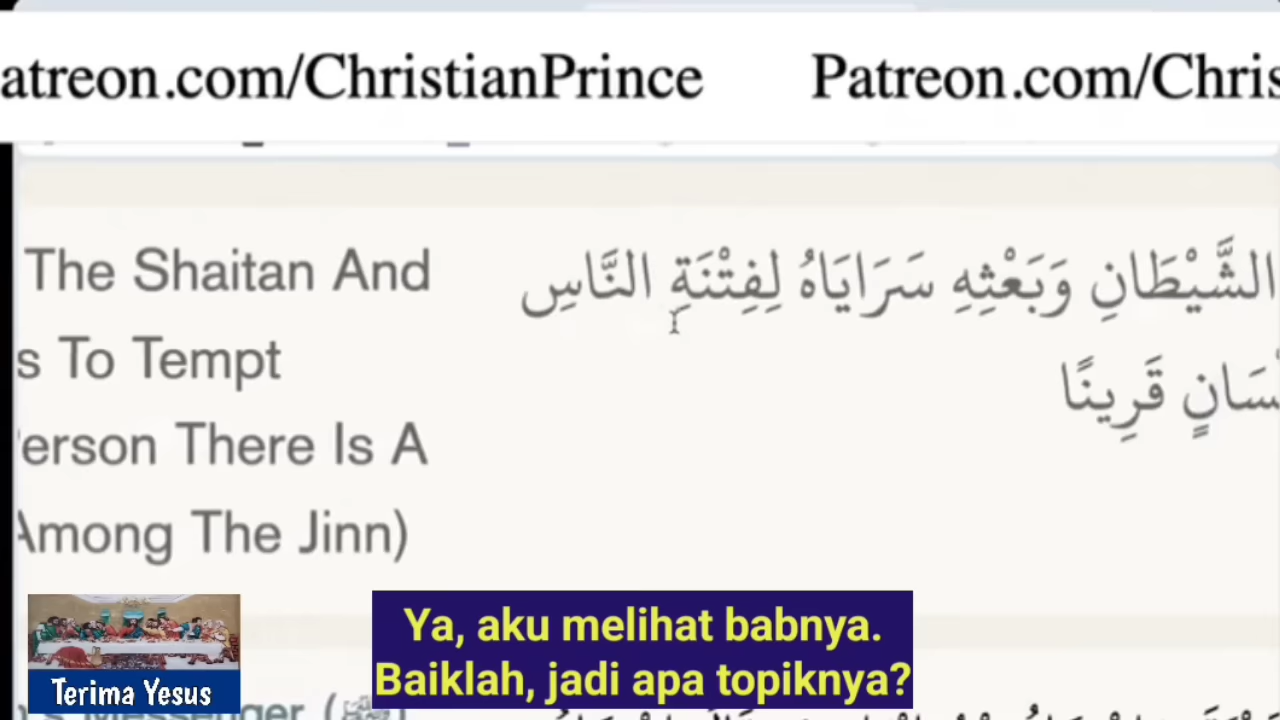 atreon.com/ChristianPrince Patreon.com/Chris
The Shaitan And
s To Tempt
erson There Is A
Among The Jinn)
الشَّيْطَانِ وَبَعْثِهِ سَرَايَاهُ لِفِتْنَةِ النَّاسِ
سَانٍ قَرِينًا
Ya, aku melihat babnya.
Baiklah, jadi apa topiknya?
Terima Yesus